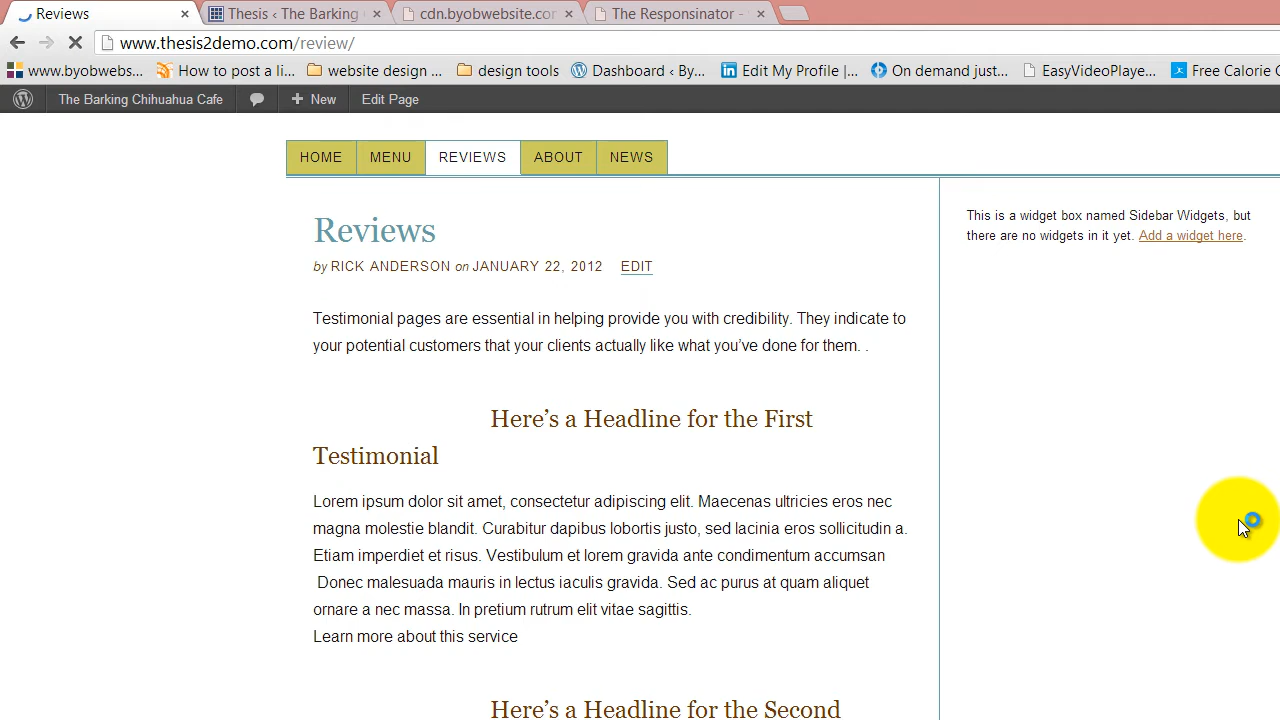 Reviews
Thesis ‹ The Barking
cdn.byobwebsite.com
The Responsinator -
www.thesis2demo.com/review/
www.byobwebs... How to post a li... website design ... design tools Dashboard ‹ By... Edit My Profile |... On demand just... EasyVideoPlaye... Free Calorie C
The Barking Chihuahua Cafe New Edit Page
HOME MENU REVIEWS ABOUT NEWS
Reviews
by RICK ANDERSON on JANUARY 22, 2012 EDIT
This is a widget box named Sidebar Widgets, but
there are no widgets in it yet. Add a widget here.
Testimonial pages are essential in helping provide you with credibility. They indicate to
your potential customers that your clients actually like what you’ve done for them. .
Here’s a Headline for the First
Testimonial
Lorem ipsum dolor sit amet, consectetur adipiscing elit. Maecenas ultricies eros nec
magna molestie blandit. Curabitur dapibus lobortis justo, sed lacinia eros sollicitudin a.
Etiam imperdiet et risus. Vestibulum et lorem gravida ante condimentum accumsan
Donec malesuada mauris in lectus iaculis gravida. Sed ac purus at quam aliquet
ornare a nec massa. In pretium rutrum elit vitae sagittis.
Learn more about this service
Here’s a Headline for the Second